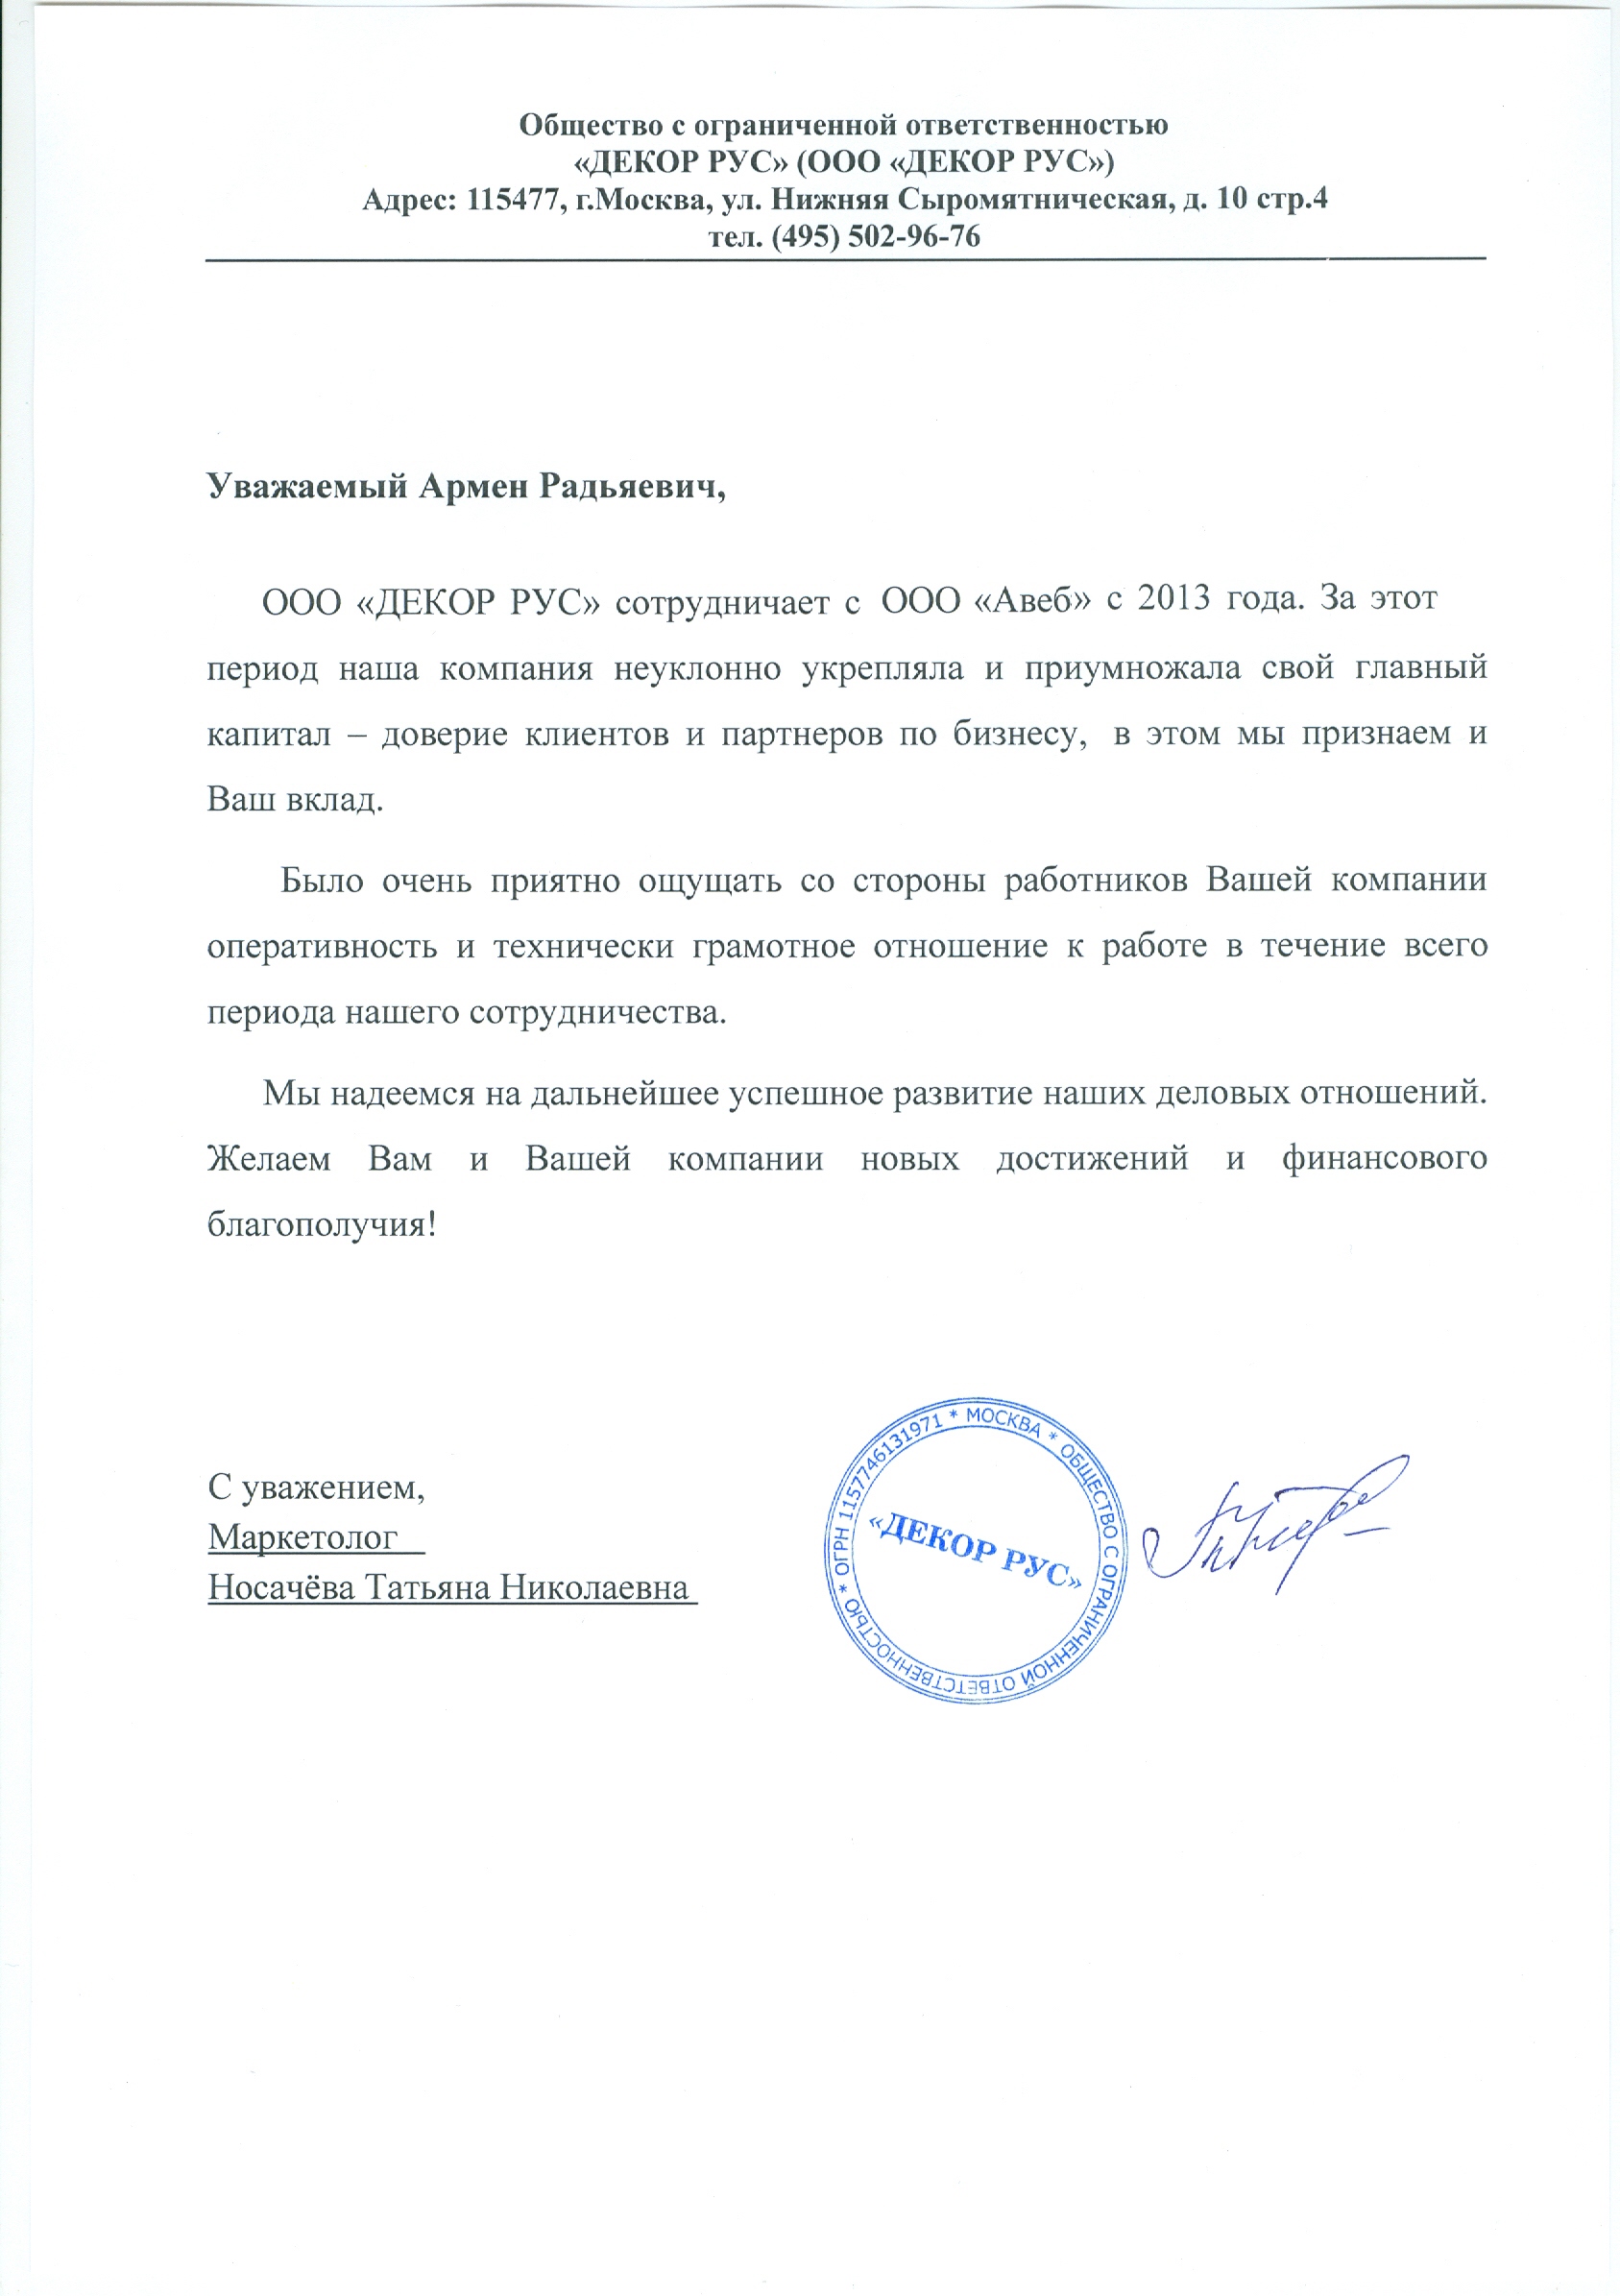 Общество с ограниченной ответственностью
«ДЕКОР РУС» (ООО «ДЕКОР РУС»)
Адрес: 115477, г.Москва, ул. Нижняя Сыромятническая, д. 10 стр.4
тел. (495) 502-96-76
Уважаемый Армен Радьяевич,
ООО «ДЕКОР РУС» сотрудничает с ООО «Авеб» с 2013 года. За этот
период наша компания неуклонно укрепляла и приумножала свой главный
капитал – доверие клиентов и партнеров по бизнесу, в этом мы признаем и
Ваш вклад.
Было очень приятно ощущать со стороны работников Вашей компании
оперативность и технически грамотное отношение к работе в течение всего
периода нашего сотрудничества.
Мы надеемся на дальнейшее успешное развитие наших деловых отношений.
Желаем Вам и Вашей компании новых достижений и финансового
благополучия!
С уважением,
Маркетолог
Носачёва Татьяна Николаевна
* МОСКВА * ОБЩЕСТВО С ОГРАНИЧЕННОЙ ОТВЕТСТВЕННОСТЬЮ * ОГРН 1157746131971
«ДЕКОР РУС»